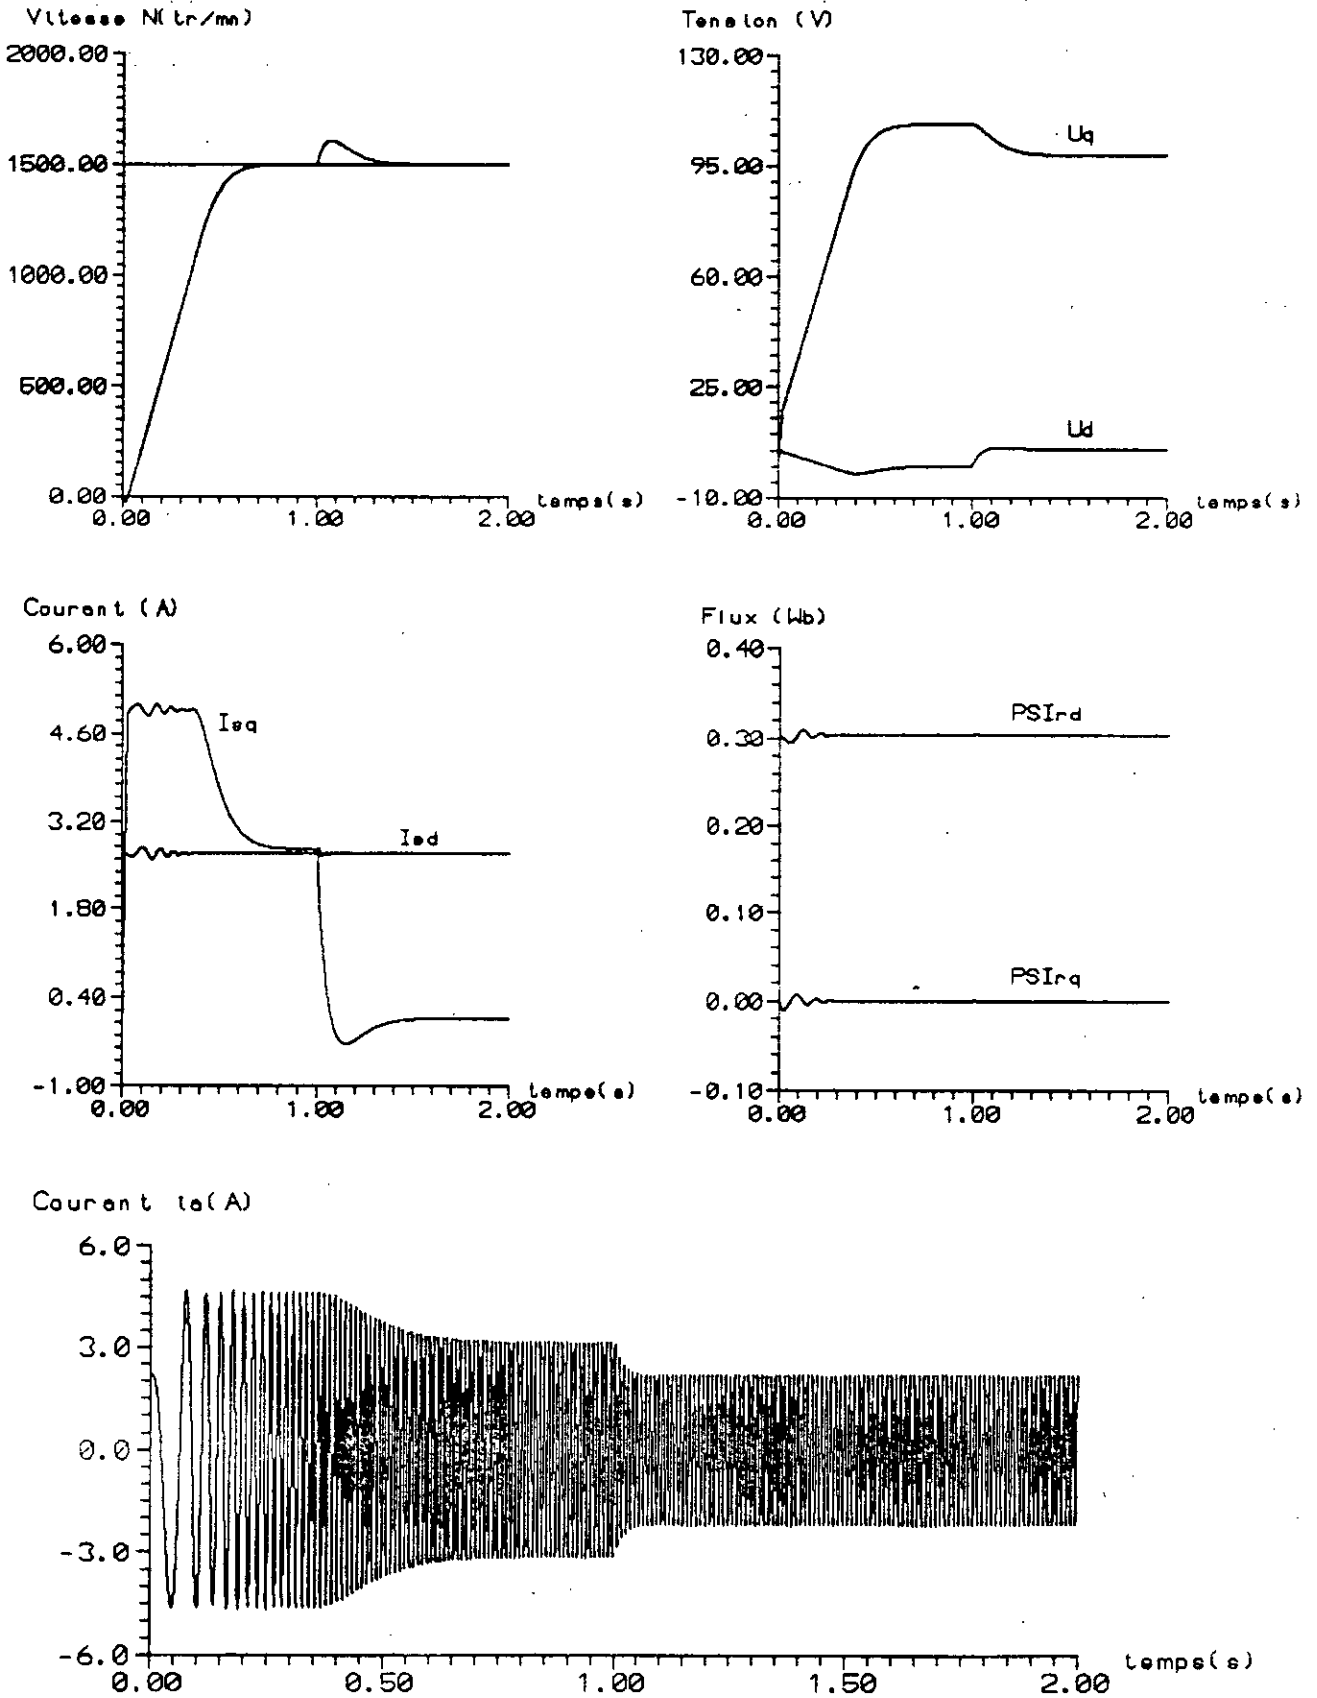 Vitesse N(tr/mn)
2000.00
1500.00
1000.00
500.00
0.00
0.00 1.00 2.00
temps(s)
Tension (V)
130.00
95.00
60.00
25.00
-10.00
Uq
Ud
0.00 1.00 2.00
temps(s)
Courant (A)
6.00
4.60
3.20
1.80
0.40
-1.00
Isq
Isd
0.00 1.00 2.00
temps(s)
Flux (Wb)
0.40
0.30
0.20
0.10
0.00
-0.10
PSIrd
PSIrq
0.00 1.00 2.00
temps(s)
Courant ia(A)
6.0
3.0
0.0
-3.0
-6.0
0.00 0.50 1.00 1.50 2.00
temps(s)